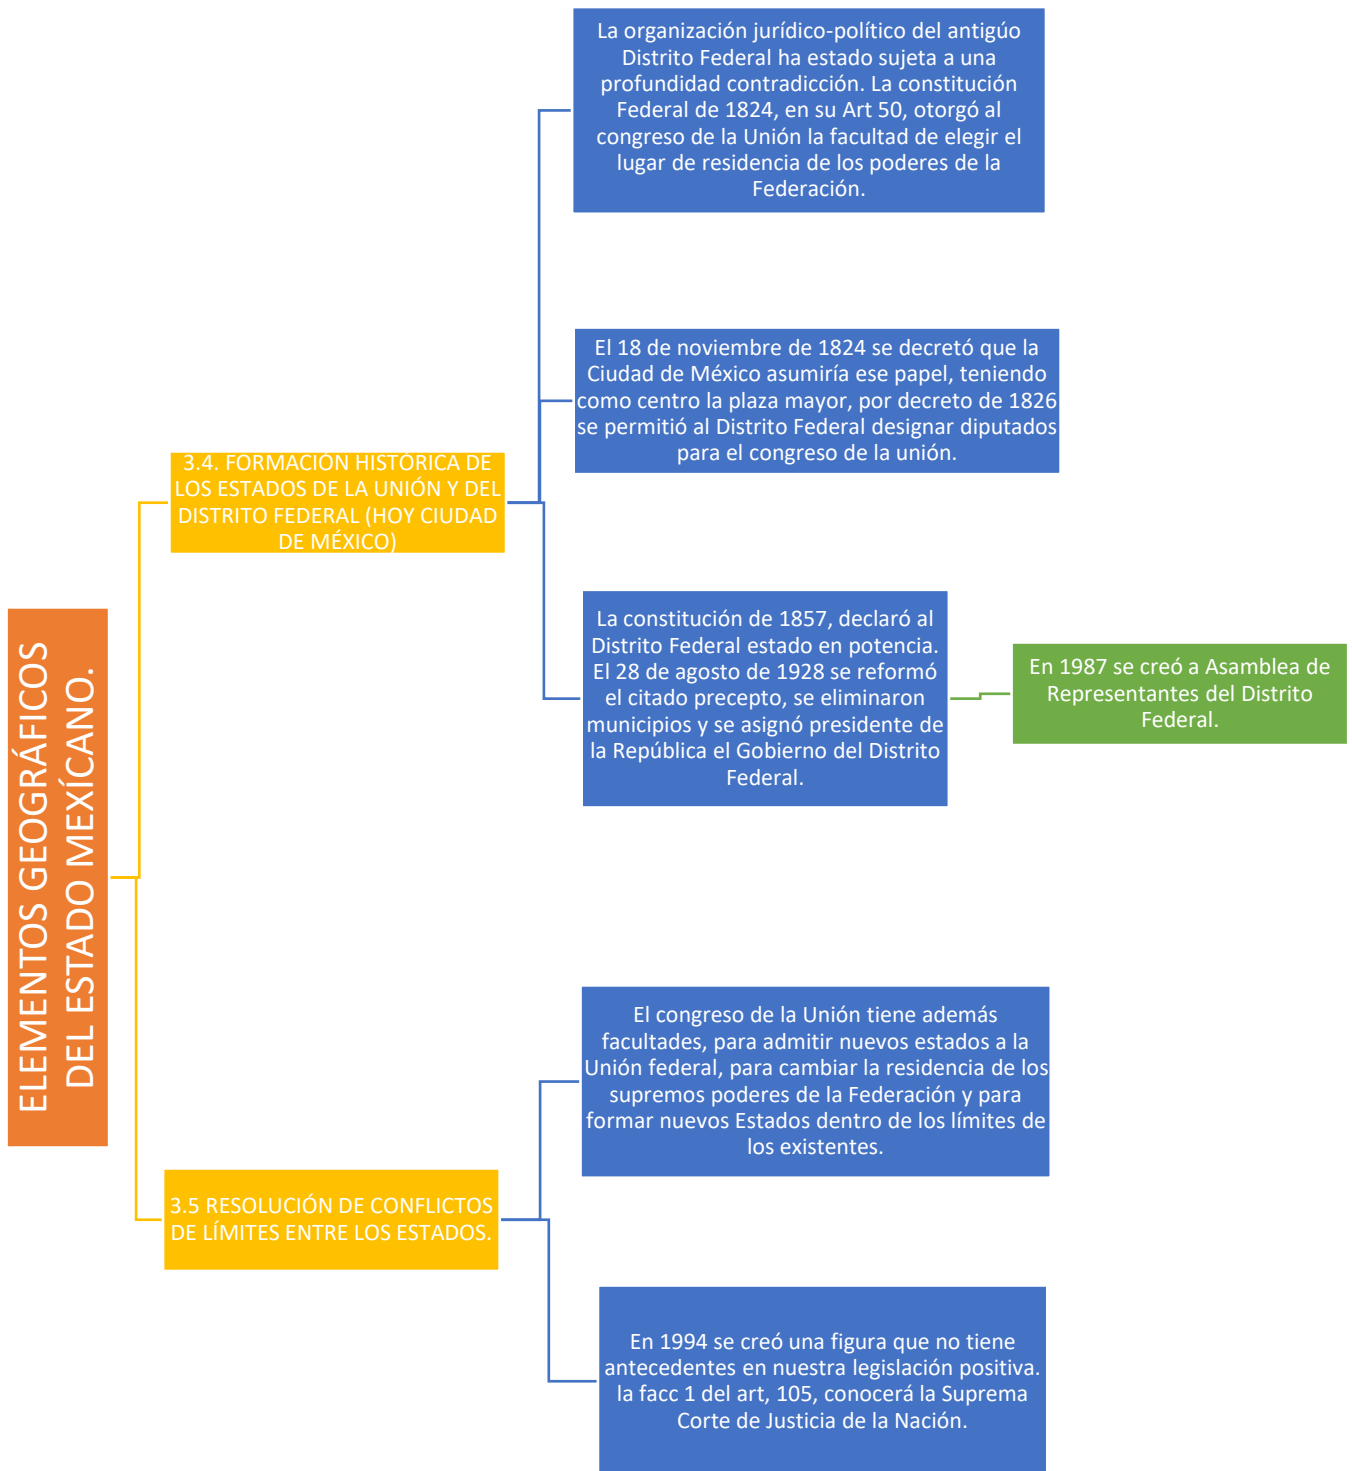 ELEMENTOS GEOGRÁFICOS
DEL ESTADO MEXÍCANO.
3.4. FORMACIÓN HISTÓRICA DE
LOS ESTADOS DE LA UNIÓN Y DEL
DISTRITO FEDERAL (HOY CIUDAD
DE MÉXICO)
La organización jurídico-político del antigúo
Distrito Federal ha estado sujeta a una
profundidad contradicción. La constitución
Federal de 1824, en su Art 50, otorgó al
congreso de la Unión la facultad de elegir el
lugar de residencia de los poderes de la
Federación.
El 18 de noviembre de 1824 se decretó que la
Ciudad de México asumiría ese papel, teniendo
como centro la plaza mayor, por decreto de 1826
se permitió al Distrito Federal designar diputados
para el congreso de la unión.
La constitución de 1857, declaró al
Distrito Federal estado en potencia.
El 28 de agosto de 1928 se reformó
el citado precepto, se eliminaron
municipios y se asignó presidente de
la República el Gobierno del Distrito
Federal.
En 1987 se creó a Asamblea de
Representantes del Distrito
Federal.
3.5 RESOLUCIÓN DE CONFLICTOS
DE LÍMITES ENTRE LOS ESTADOS.
El congreso de la Unión tiene además
facultades, para admitir nuevos estados a la
Unión federal, para cambiar la residencia de los
supremos poderes de la Federación y para
formar nuevos Estados dentro de los límites de
los existentes.
En 1994 se creó una figura que no tiene
antecedentes en nuestra legislación positiva.
la facc 1 del art, 105, conocerá la Suprema
Corte de Justicia de la Nación.